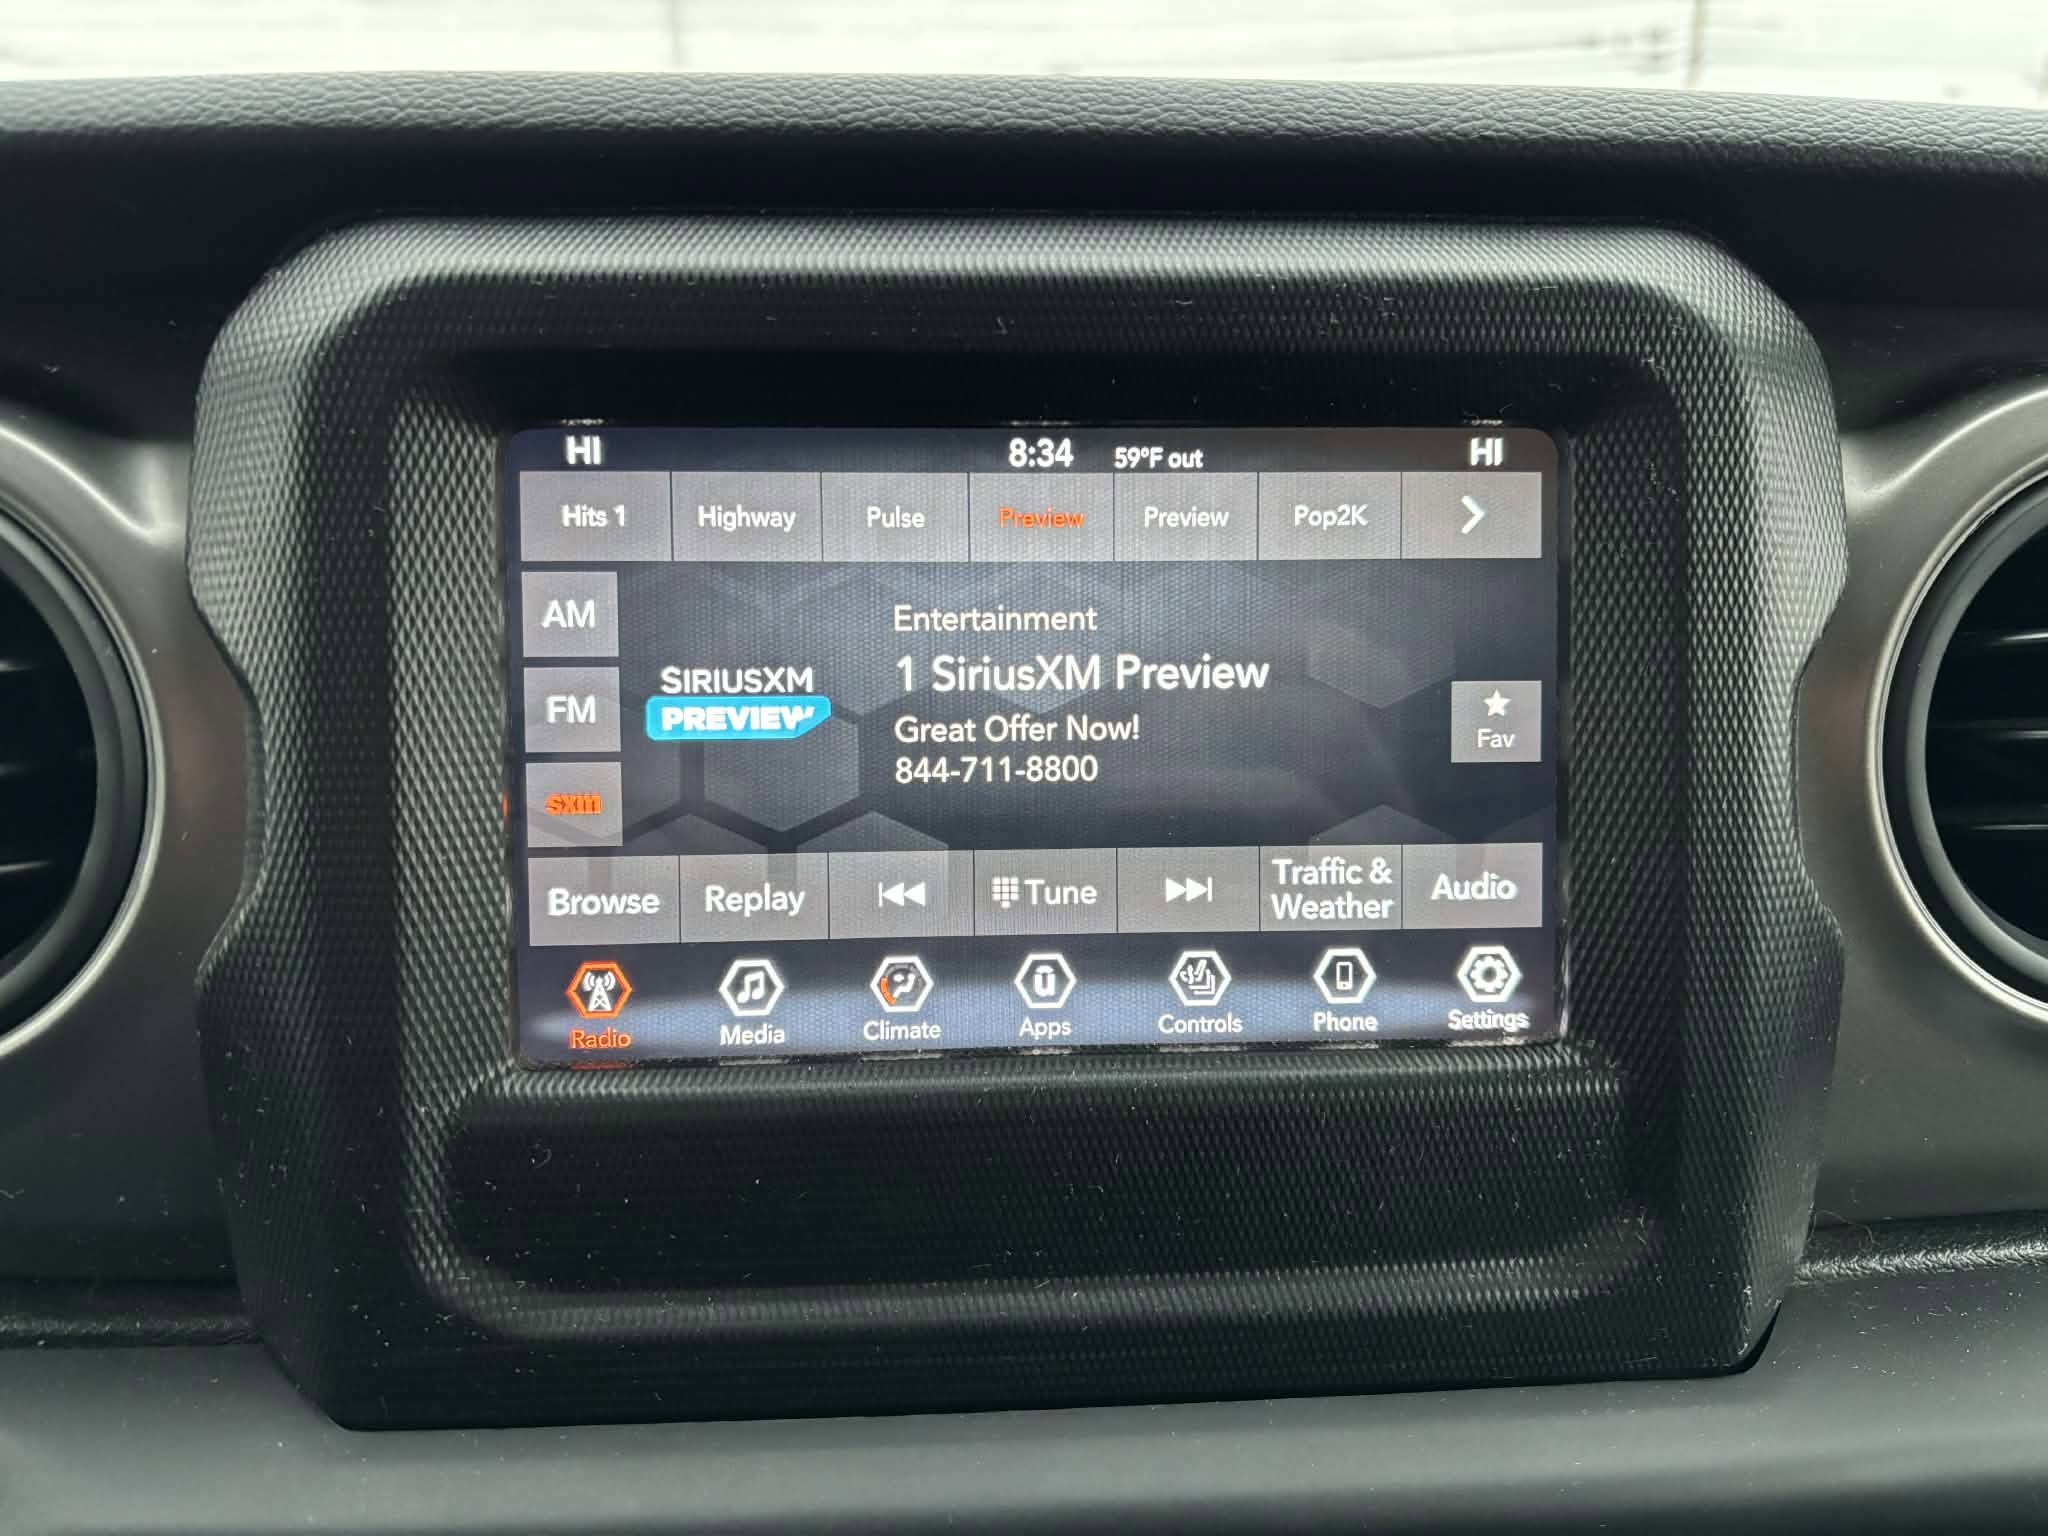 HI 8:34 59°F out HI
Hits 1 Highway Pulse Preview Preview Pop2K
AM
FM
sxm
SIRIUSXM
PREVIEW
Entertainment
1 SiriusXM Preview
Great Offer Now!
844-711-8800
Fav
Browse Replay Tune Traffic & Weather Audio
Radio Media Climate Apps Controls Phone Settings